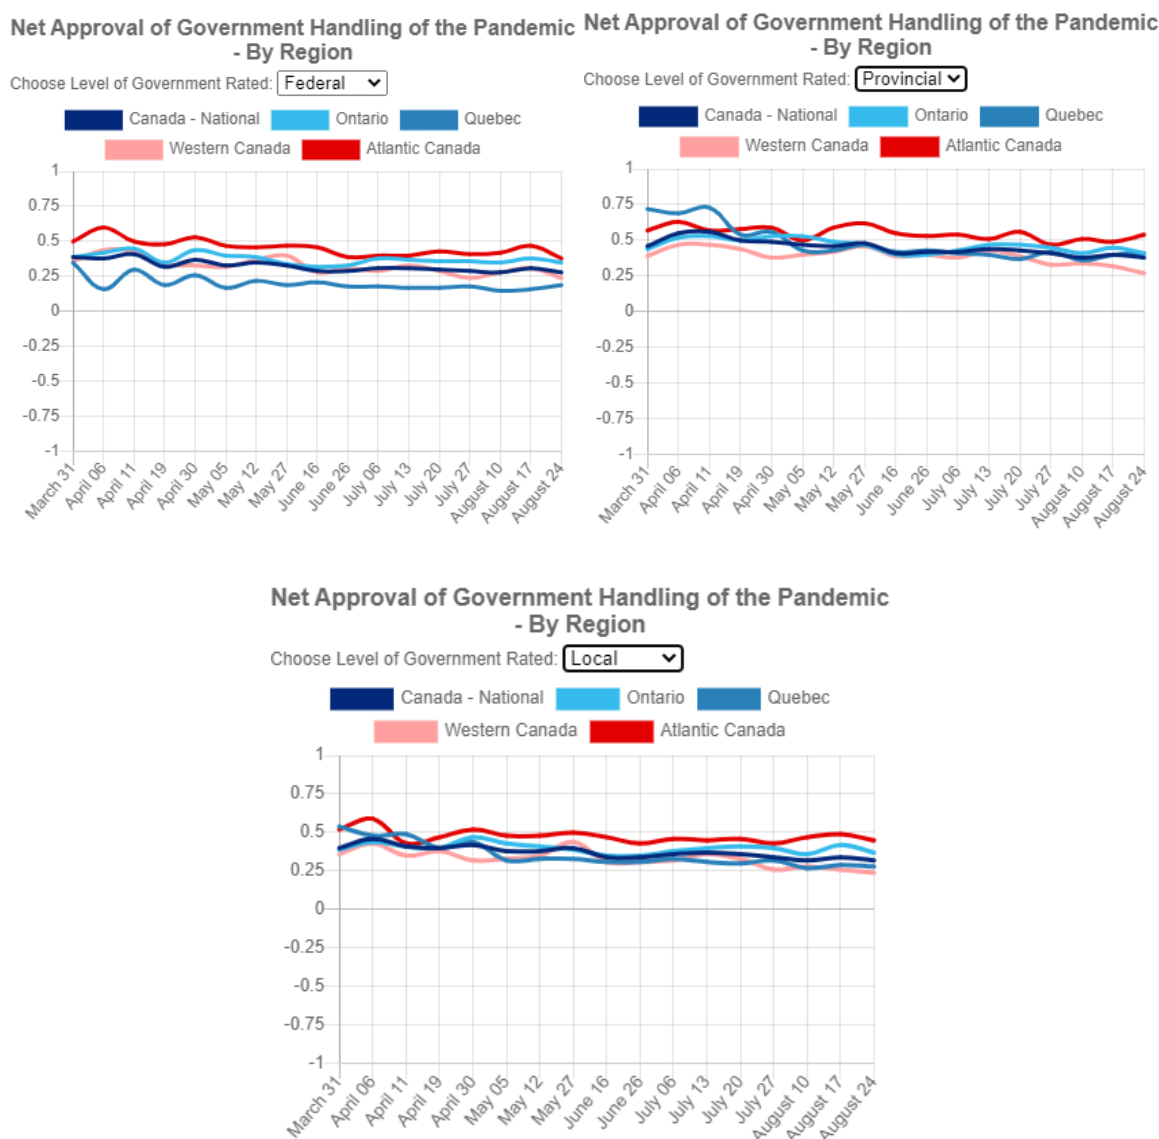 Net Approval of Government Handling of the Pandemic
- By Region
Choose Level of Government Rated: Federal
Canada - National Ontario Quebec
Western Canada Atlantic Canada
1
0.75
0.5
0.25
0
-0.25
-0.5
-0.75
-1
March 31 April 06 April 11 April 19 April 30 May 05 May 12 May 27 June 16 June 26 July 06 July 13 July 20 July 27 August 10 August 17 August 24
Net Approval of Government Handling of the Pandemic
- By Region
Choose Level of Government Rated: Provincial
Canada - National Ontario Quebec
Western Canada Atlantic Canada
1
0.75
0.5
0.25
0
-0.25
-0.5
-0.75
-1
March 31 April 06 April 11 April 19 April 30 May 05 May 12 May 27 June 16 June 26 July 06 July 13 July 20 July 27 August 10 August 17 August 24
Net Approval of Government Handling of the Pandemic
- By Region
Choose Level of Government Rated: Local
Canada - National Ontario Quebec
Western Canada Atlantic Canada
1
0.75
0.5
0.25
0
-0.25
-0.5
-0.75
-1
March 31 April 06 April 11 April 19 April 30 May 05 May 12 May 27 June 16 June 26 July 06 July 13 July 20 July 27 August 10 August 17 August 24